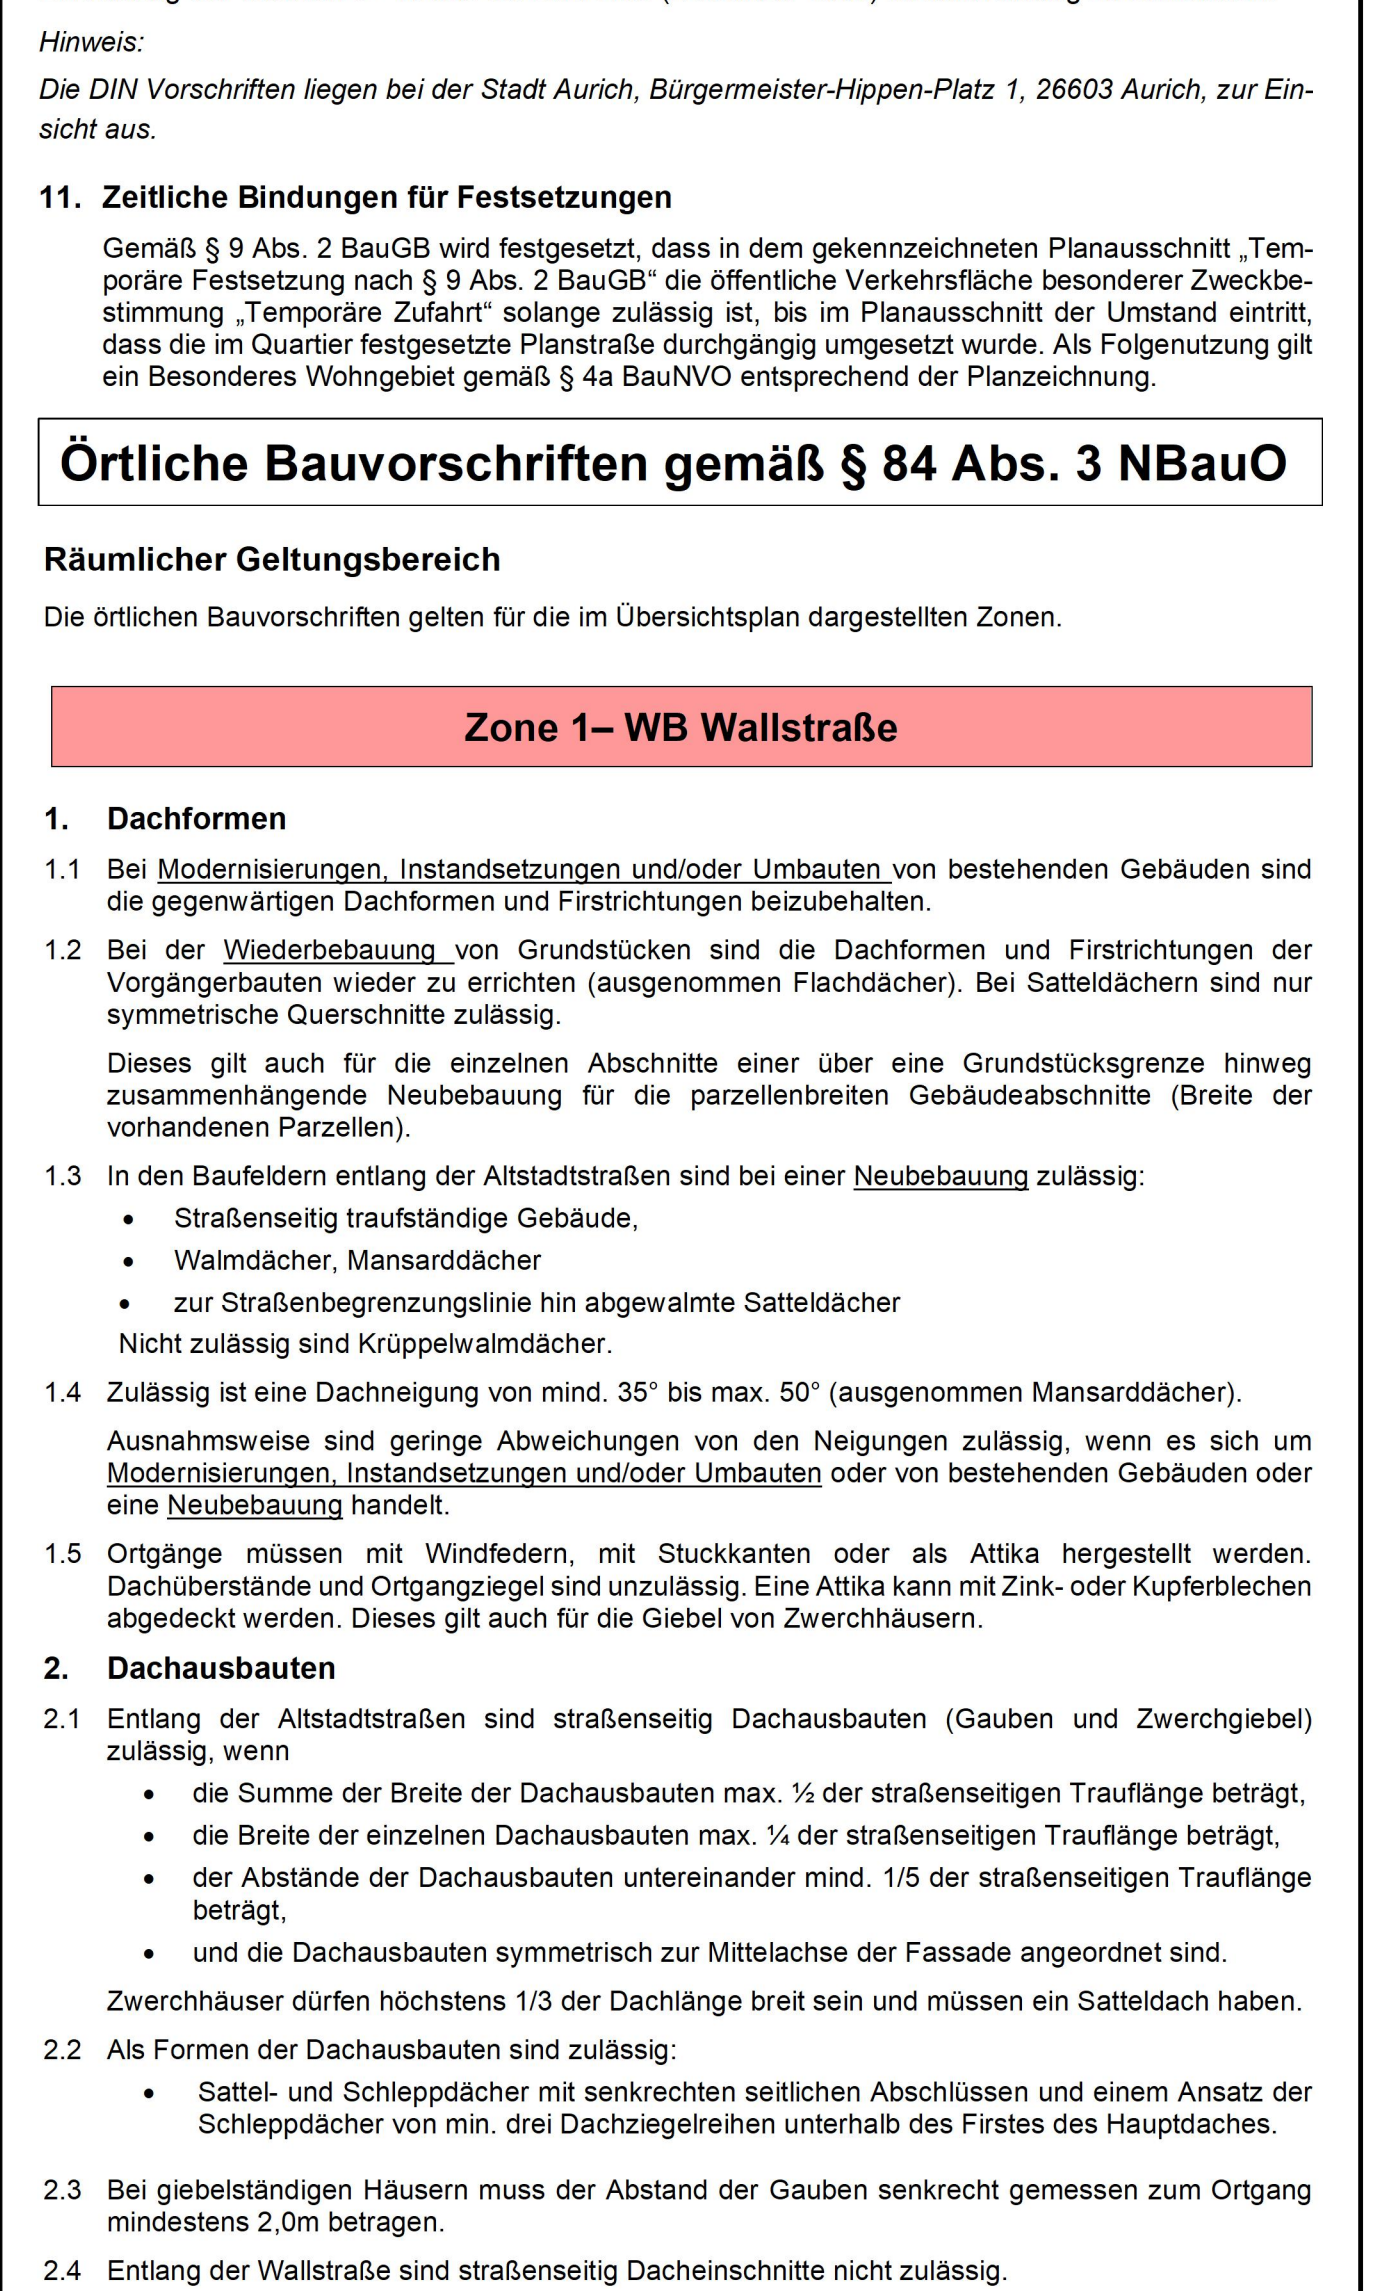 Hinweis:
Die DIN Vorschriften liegen bei der Stadt Aurich, Bürgermeister-Hippen-Platz 1, 26603 Aurich, zur Ein-
sicht aus.
11. Zeitliche Bindungen für Festsetzungen
Gemäß § 9 Abs. 2 BauGB wird festgesetzt, dass in dem gekennzeichneten Planausschnitt „Tem-
poräre Festsetzung nach § 9 Abs. 2 BauGB“ die öffentliche Verkehrsfläche besonderer Zweckbe-
stimmung „Temporäre Zufahrt“ solange zulässig ist, bis im Planausschnitt der Umstand eintritt,
dass die im Quartier festgesetzte Planstraße durchgängig umgesetzt wurde. Als Folgenutzung gilt
ein Besonderes Wohngebiet gemäß § 4a BauNVO entsprechend der Planzeichnung.
Örtliche Bauvorschriften gemäß § 84 Abs. 3 NBauO
Räumlicher Geltungsbereich
Die örtlichen Bauvorschriften gelten für die im Übersichtsplan dargestellten Zonen.
Zone 1– WB Wallstraße
1. Dachformen
1.1 Bei Modernisierungen, Instandsetzungen und/oder Umbauten von bestehenden Gebäuden sind
die gegenwärtigen Dachformen und Firstrichtungen beizubehalten.
1.2 Bei der Wiederbebauung von Grundstücken sind die Dachformen und Firstrichtungen der
Vorgängerbauten wieder zu errichten (ausgenommen Flachdächer). Bei Satteldächern sind nur
symmetrische Querschnitte zulässig.
Dieses gilt auch für die einzelnen Abschnitte einer über eine Grundstücksgrenze hinweg
zusammenhängende Neubebauung für die parzellenbreiten Gebäudeabschnitte (Breite der
vorhandenen Parzellen).
1.3 In den Baufeldern entlang der Altstadtstraßen sind bei einer Neubebauung zulässig:
• Straßenseitig traufständige Gebäude,
• Walmdächer, Mansarddächer
• zur Straßenbegrenzungslinie hin abgewalmte Satteldächer
Nicht zulässig sind Krüppelwalmdächer.
1.4 Zulässig ist eine Dachneigung von mind. 35° bis max. 50° (ausgenommen Mansarddächer).
Ausnahmsweise sind geringe Abweichungen von den Neigungen zulässig, wenn es sich um
Modernisierungen, Instandsetzungen und/oder Umbauten oder von bestehenden Gebäuden oder
eine Neubebauung handelt.
1.5 Ortgänge müssen mit Windfedern, mit Stuckkanten oder als Attika hergestellt werden.
Dachüberstände und Ortgangziegel sind unzulässig. Eine Attika kann mit Zink- oder Kupferblechen
abgedeckt werden. Dieses gilt auch für die Giebel von Zwerchhäusern.
2. Dachausbauten
2.1 Entlang der Altstadtstraßen sind straßenseitig Dachausbauten (Gauben und Zwerchgiebel)
zulässig, wenn
• die Summe der Breite der Dachausbauten max. ½ der straßenseitigen Trauflänge beträgt,
• die Breite der einzelnen Dachausbauten max. ¼ der straßenseitigen Trauflänge beträgt,
• der Abstände der Dachausbauten untereinander mind. 1/5 der straßenseitigen Trauflänge
beträgt,
• und die Dachausbauten symmetrisch zur Mittelachse der Fassade angeordnet sind.
Zwerchhäuser dürfen höchstens 1/3 der Dachlänge breit sein und müssen ein Satteldach haben.
2.2 Als Formen der Dachausbauten sind zulässig:
• Sattel- und Schleppdächer mit senkrechten seitlichen Abschlüssen und einem Ansatz der
Schleppdächer von min. drei Dachziegelreihen unterhalb des Firstes des Hauptdaches.
2.3 Bei giebelständigen Häusern muss der Abstand der Gauben senkrecht gemessen zum Ortgang
mindestens 2,0m betragen.
2.4 Entlang der Wallstraße sind straßenseitig Dacheinschnitte nicht zulässig.